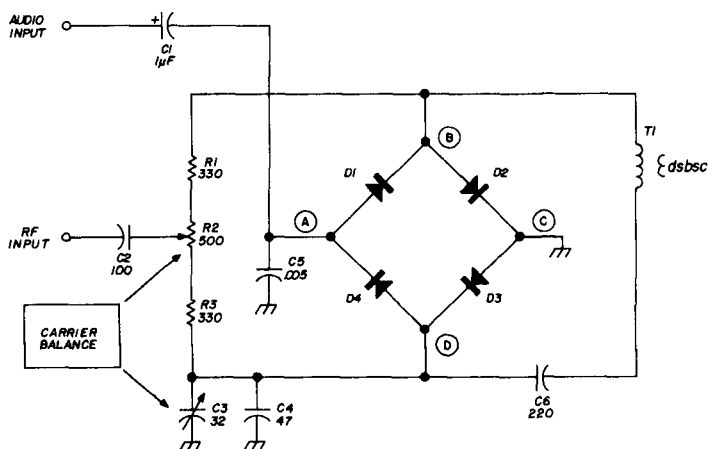 AUDIO
INPUT
+
C1
1µF
B
T1
R1
330
D1
D2
dsbsc
RF
INPUT
C2
100
R2
500
A
C
C5
.005
D4
D3
R3
330
CARRIER
BALANCE
D
C3
32
C4
47
C6
220